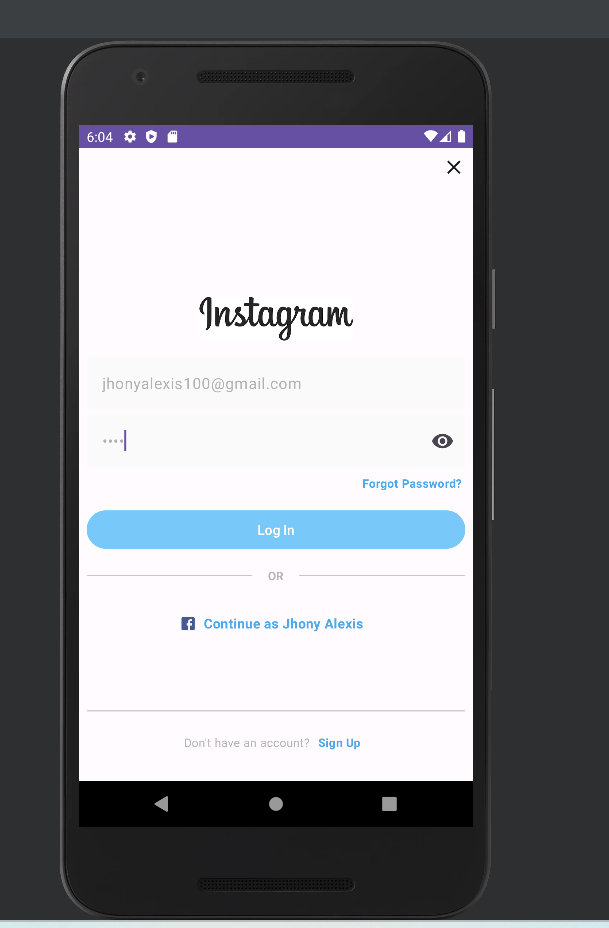 6:04
Instagram
jhonyalexis100@gmail.com
••••
Forgot Password?
Log In
OR
Continue as Jhony Alexis
Don't have an account? Sign Up